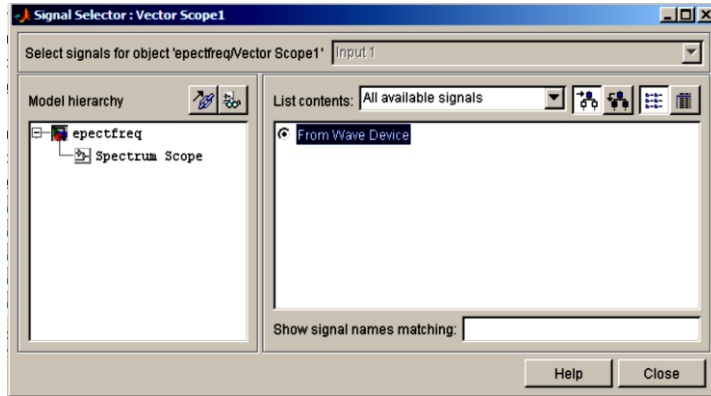 Signal Selector : Vector Scope1
Select signals for object 'epectfreq/Vector Scope1' Input 1
Model hierarchy
List contents: All available signals
epectfreq
Spectrum Scope
From Wave Device
Show signal names matching:
Help Close